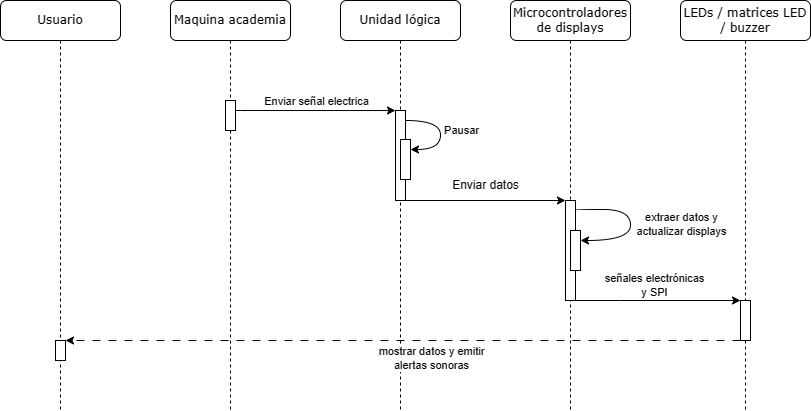 Usuario
Maquina academia
Unidad lógica
Microcontroladores
de displays
LEDs / matrices LED
/ buzzer
Enviar señal electrica
Pausar
Enviar datos
extraer datos y
actualizar displays
señales electrónicas
y SPI
mostrar datos y emitir
alertas sonoras